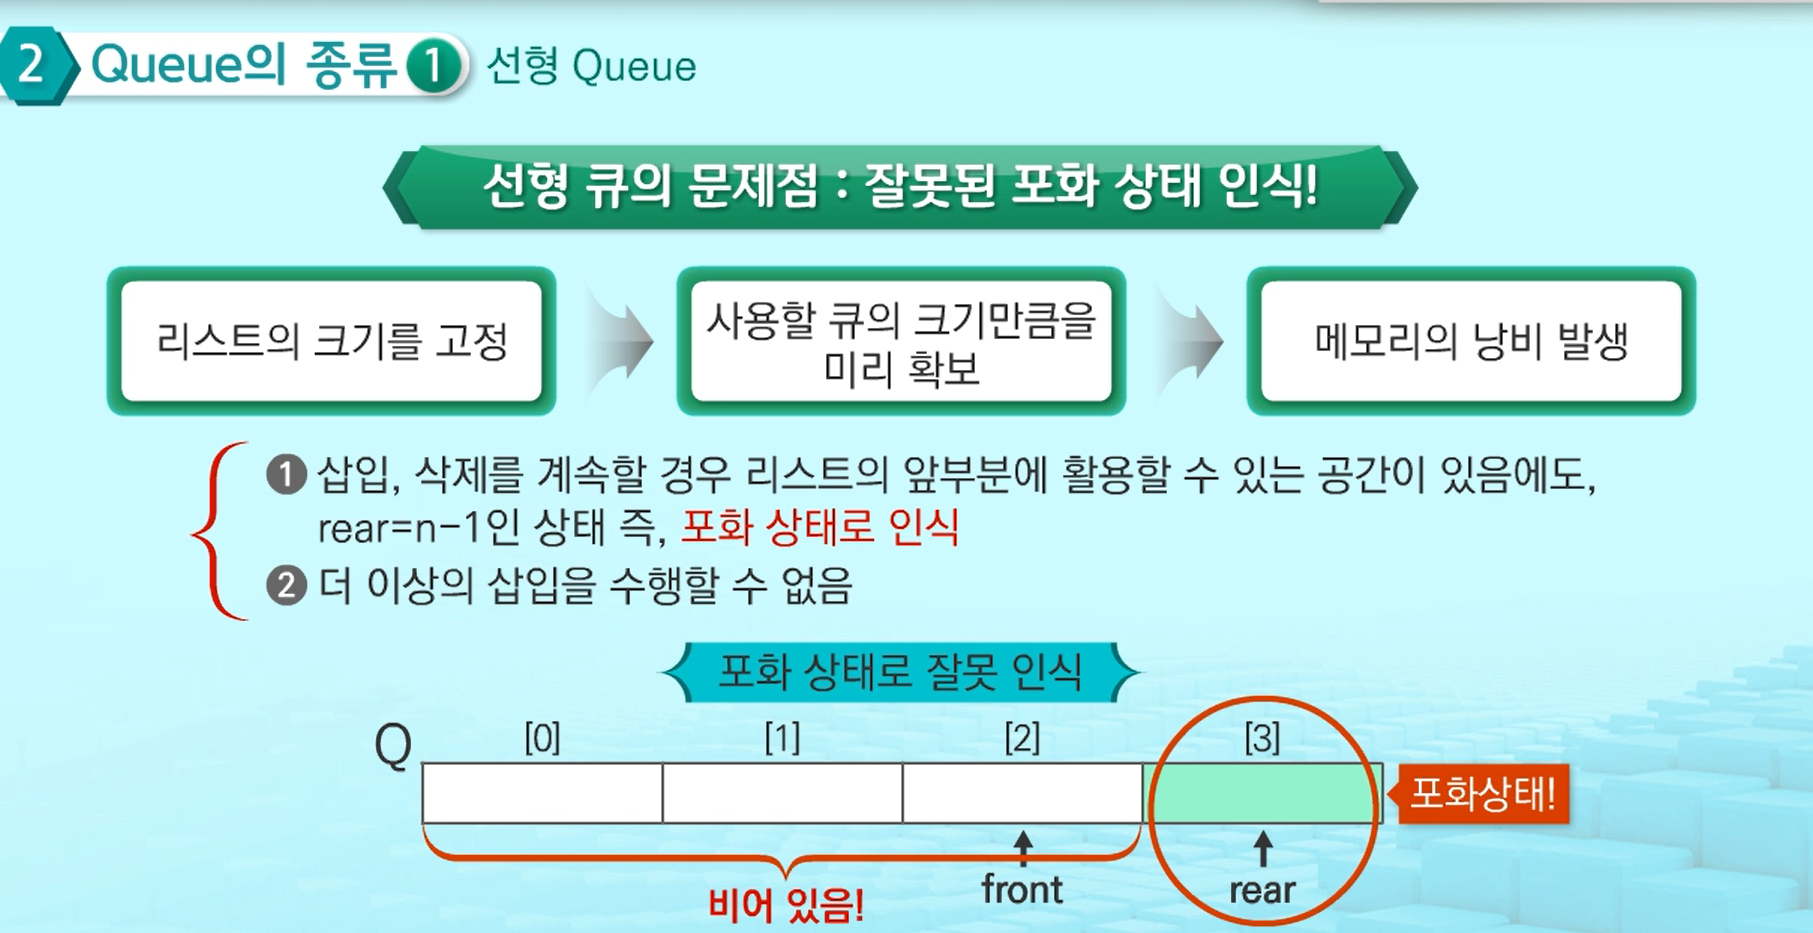 2 Queue의 종류 1 선형 Queue
선형 큐의 문제점 : 잘못된 포화 상태 인식!
리스트의 크기를 고정
사용할 큐의 크기만큼을
미리 확보
메모리의 낭비 발생
1 삽입, 삭제를 계속할 경우 리스트의 앞부분에 활용할 수 있는 공간이 있음에도,
rear=n-1인 상태 즉, 포화 상태로 인식
2 더 이상의 삽입을 수행할 수 없음
포화 상태로 잘못 인식
Q [0] [1] [2] [3]
포화상태!
front rear
비어 있음!